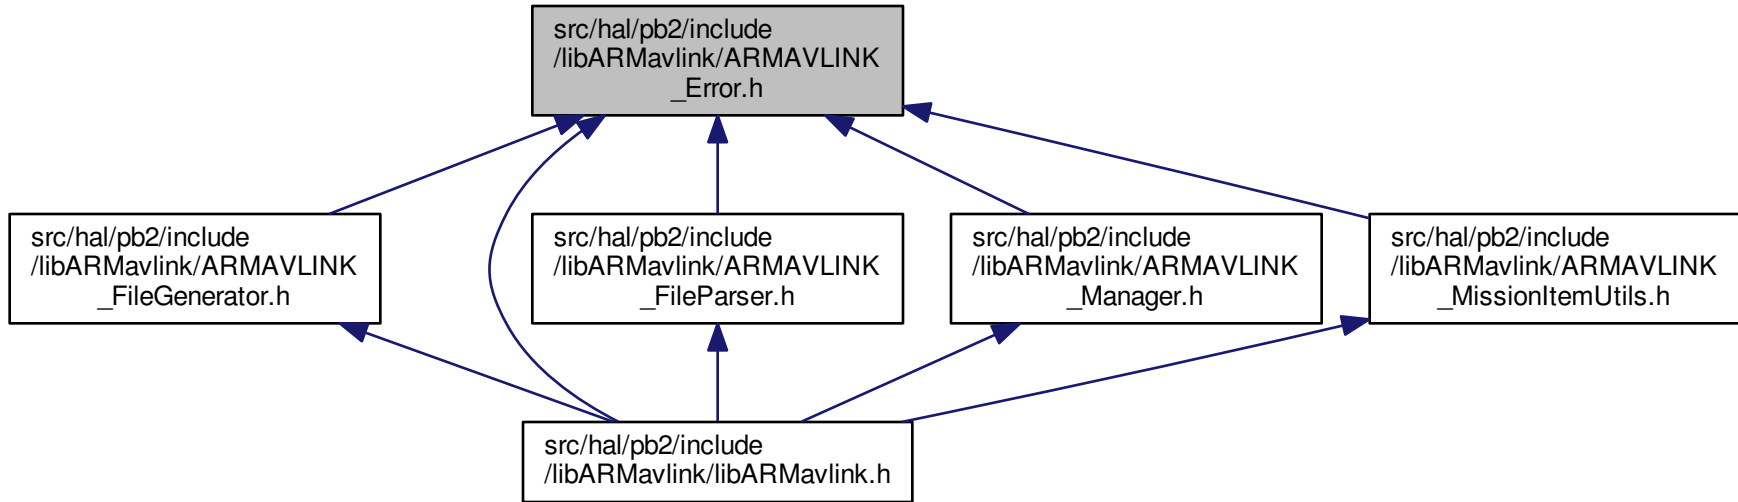 src/hal/pb2/include
/libARMavlink/ARMAVLINK
_Error.h
src/hal/pb2/include
/libARMavlink/ARMAVLINK
_FileGenerator.h
src/hal/pb2/include
/libARMavlink/ARMAVLINK
_FileParser.h
src/hal/pb2/include
/libARMavlink/ARMAVLINK
_Manager.h
src/hal/pb2/include
/libARMavlink/ARMAVLINK
_MissionItemUtils.h
src/hal/pb2/include
/libARMavlink/libARMavlink.h